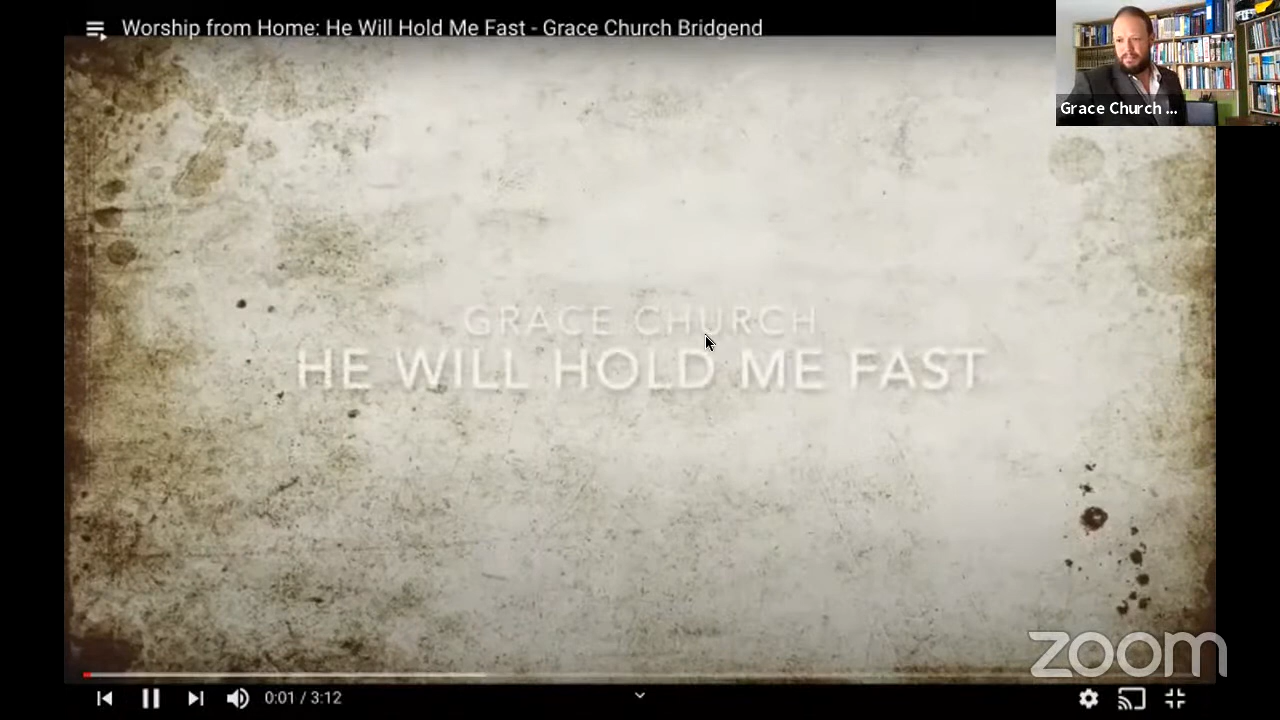 Worship from Home: He Will Hold Me Fast - Grace Church Bridgend
Grace Church ...
GRACE CHURCH
HE WILL HOLD ME FAST
zoom
0:01 / 3:12